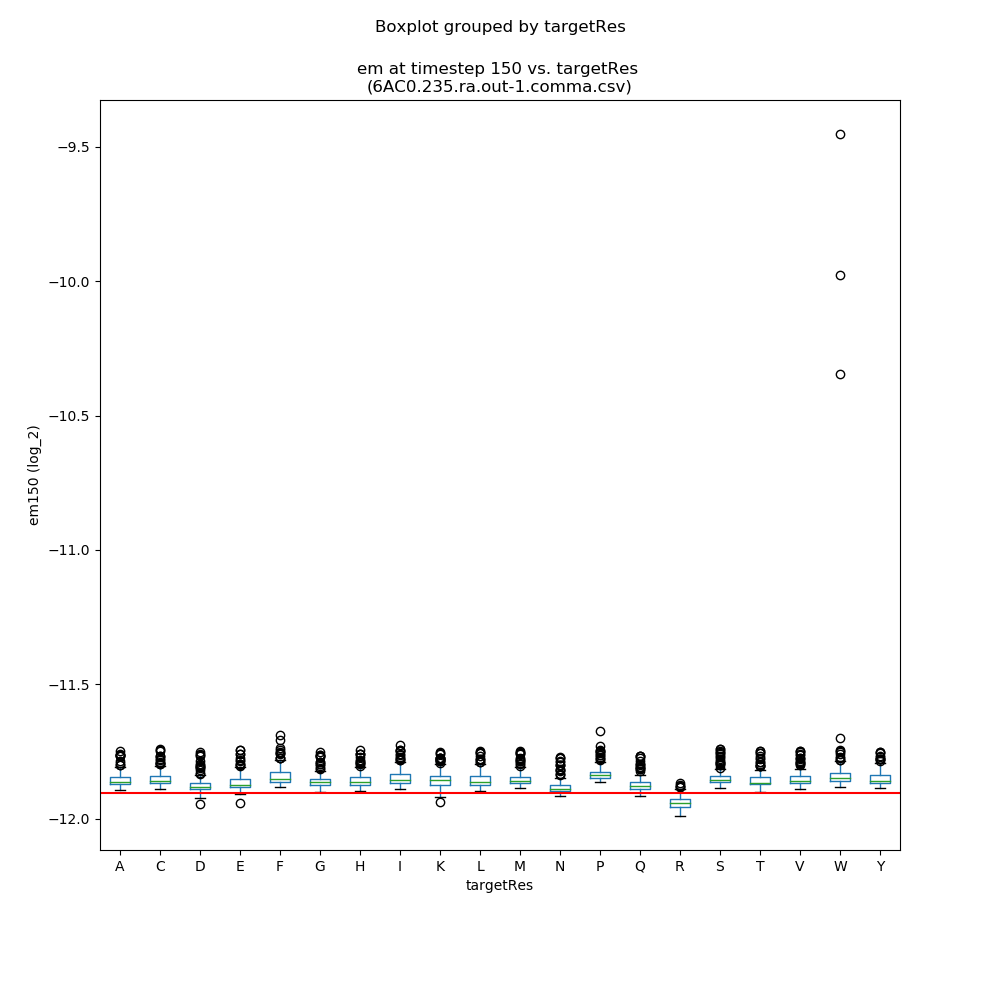 Boxplot grouped by targetRes
em at timestep 150 vs. targetRes
(6AC0.235.ra.out-1.comma.csv)
−9.5
−10.0
−10.5
−11.0
−11.5
−12.0
em150 (log_2)
A C D E F G H I K L M N P Q R S T V W Y
targetRes